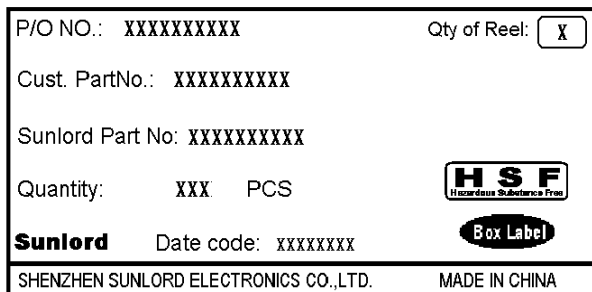 P/O NO.: XXXXXXXXXX Qty of Reel: X
Cust. PartNo.: XXXXXXXXXX
Sunlord Part No: XXXXXXXXXX
Quantity: XXX PCS
HSF
Hazardous Substance Free
Sunlord Date code: XXXXXXXX
Box Label
SHENZHEN SUNLORD ELECTRONICS CO.,LTD. MADE IN CHINA